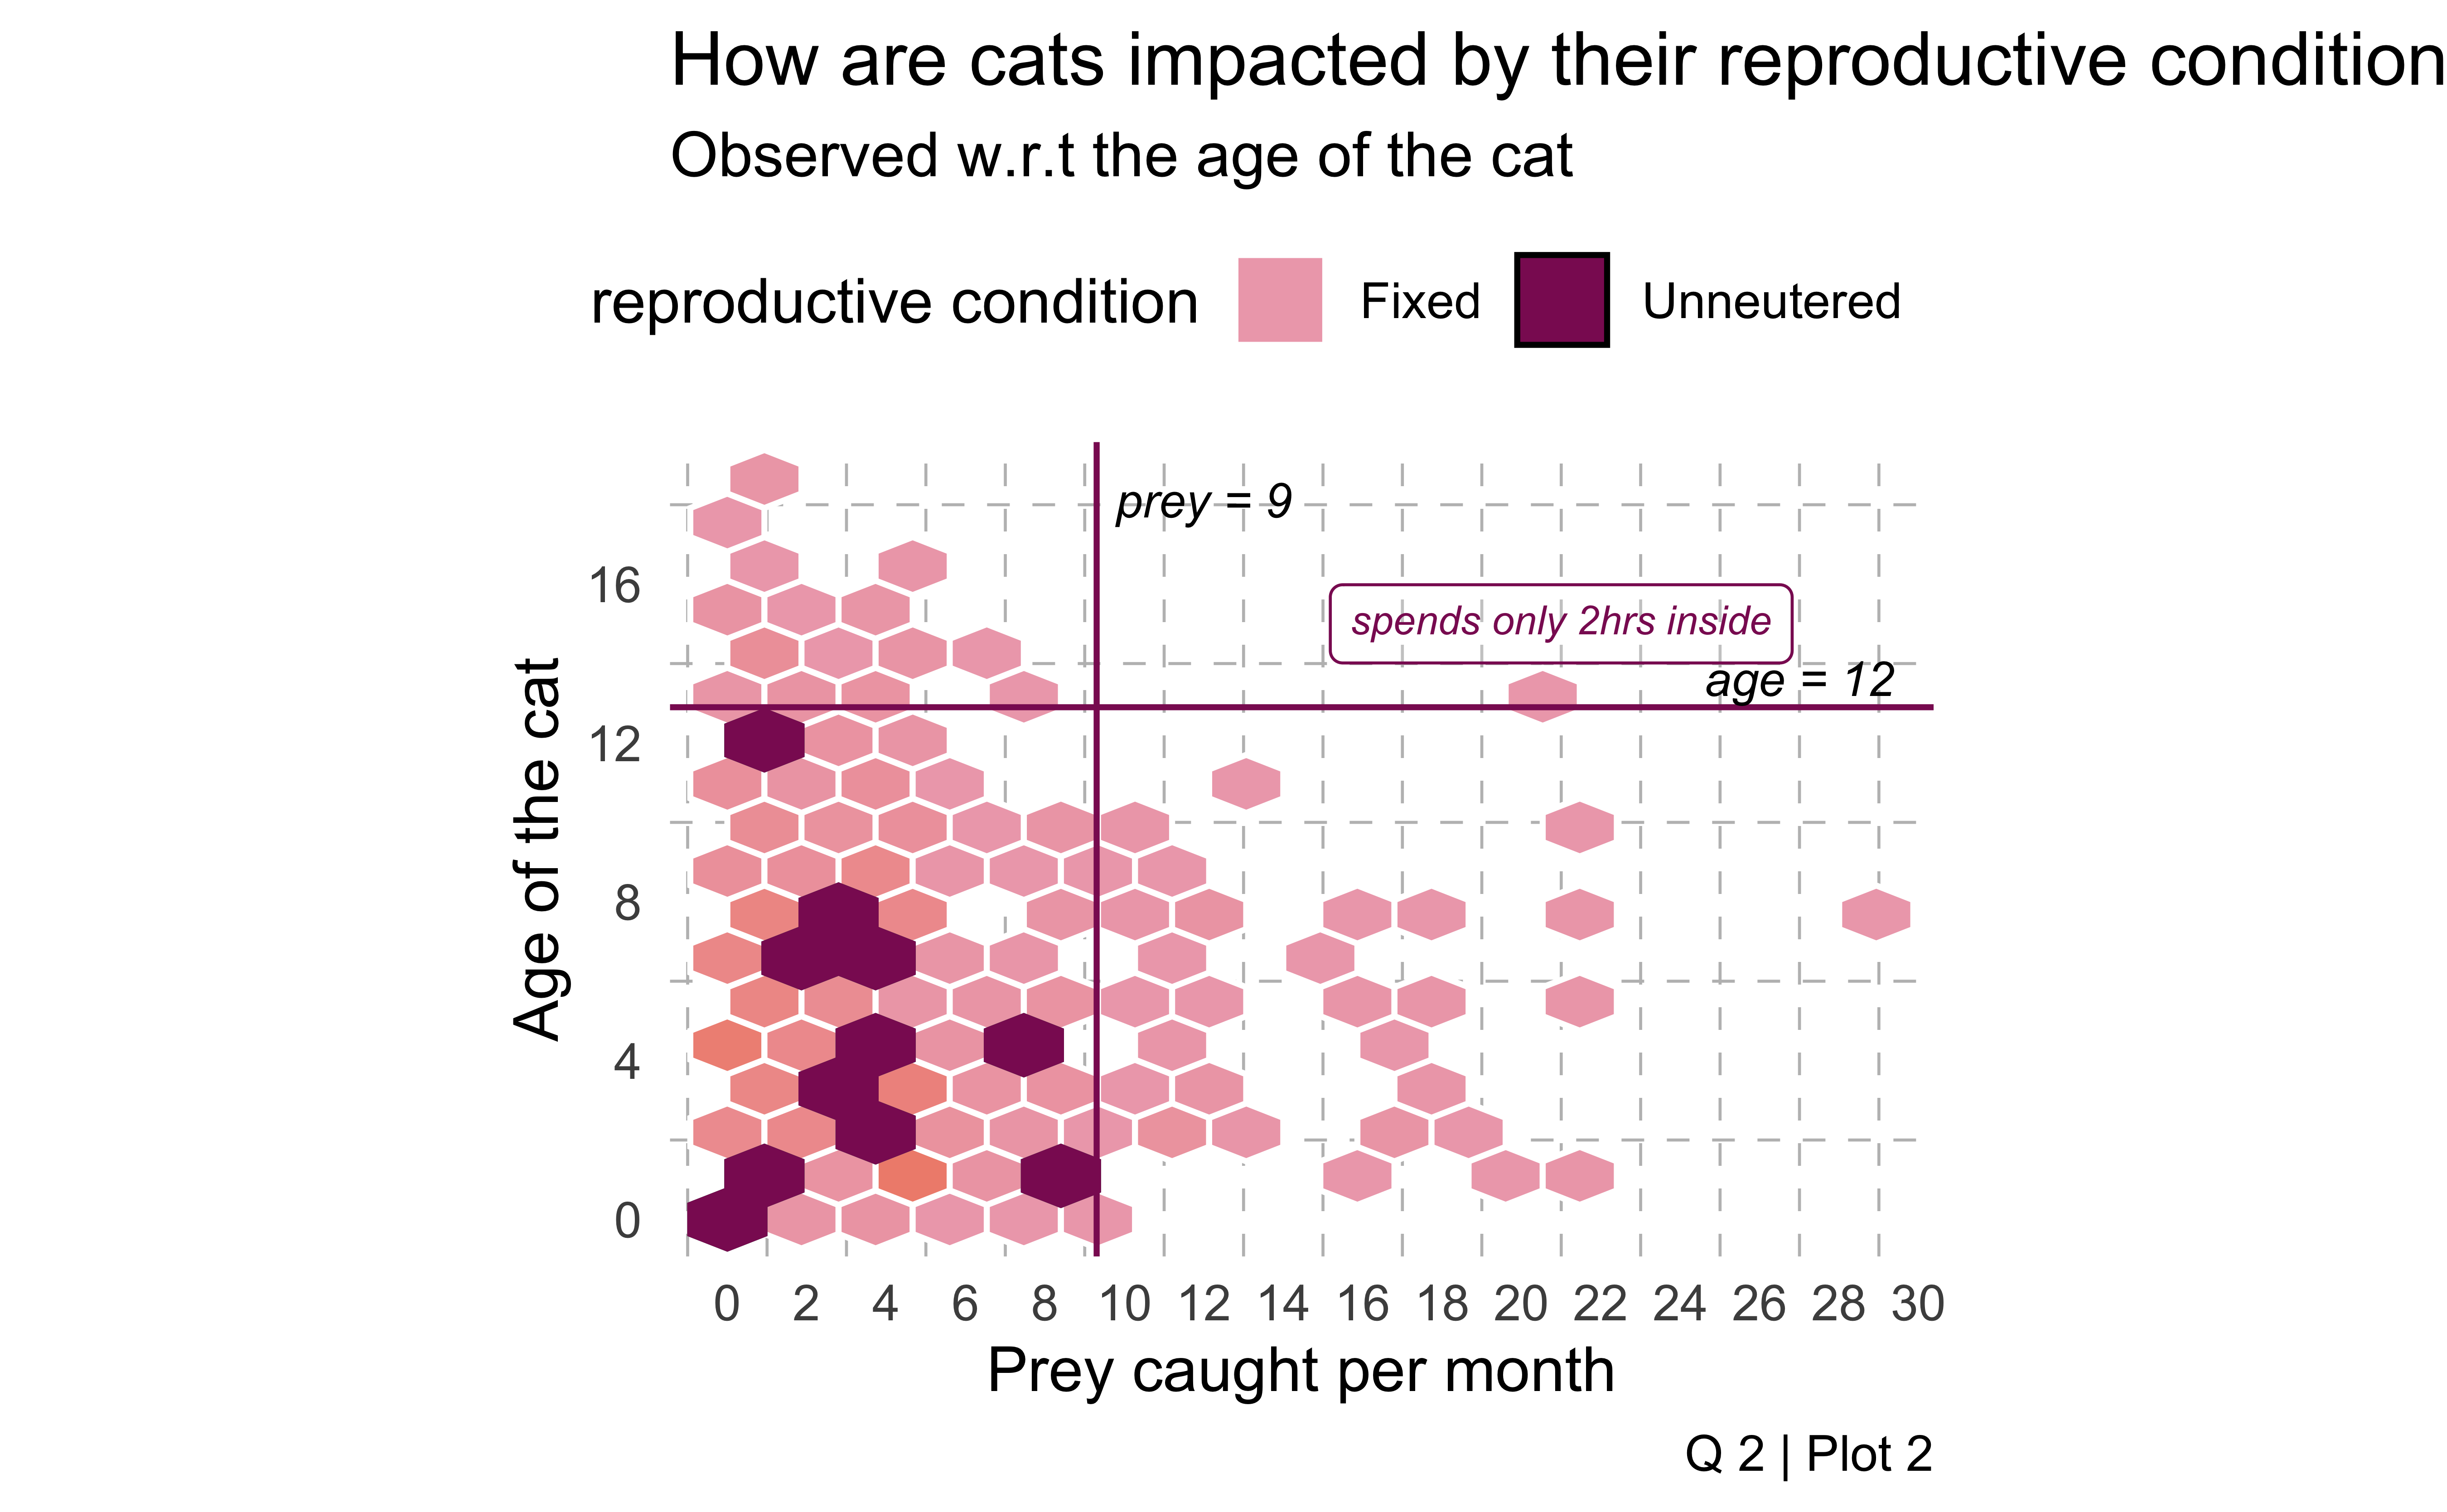 How are cats impacted by their reproductive condition
Observed w.r.t the age of the cat
reproductive condition Fixed Unneutered
prey = 9
spends only 2hrs inside
age = 12
Age of the cat
16
12
8
4
0
0 2 4 6 8 10 12 14 16 18 20 22 24 26 28 30
Prey caught per month
Q 2 | Plot 2